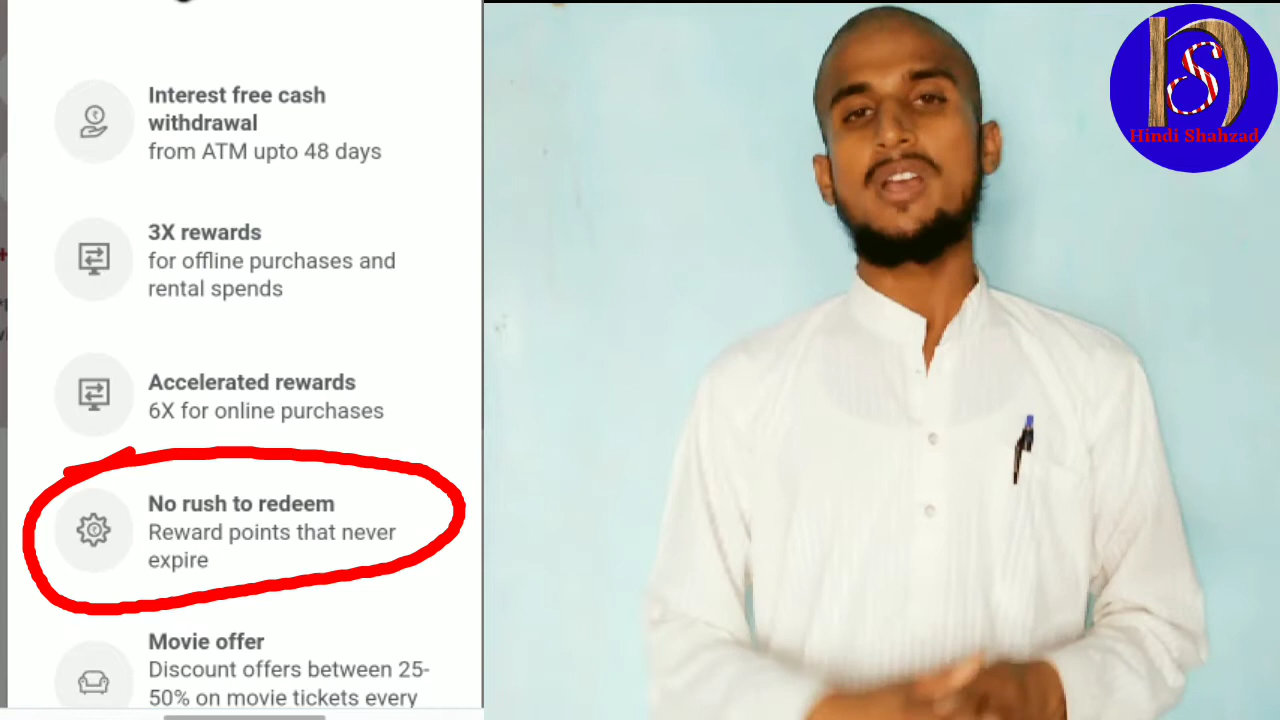 Interest free cash
withdrawal
from ATM upto 48 days
3X rewards
for offline purchases and
rental spends
Accelerated rewards
6X for online purchases
No rush to redeem
Reward points that never
expire
Movie offer
Discount offers between 25-
50% on movie tickets every
Hindi Shahzad